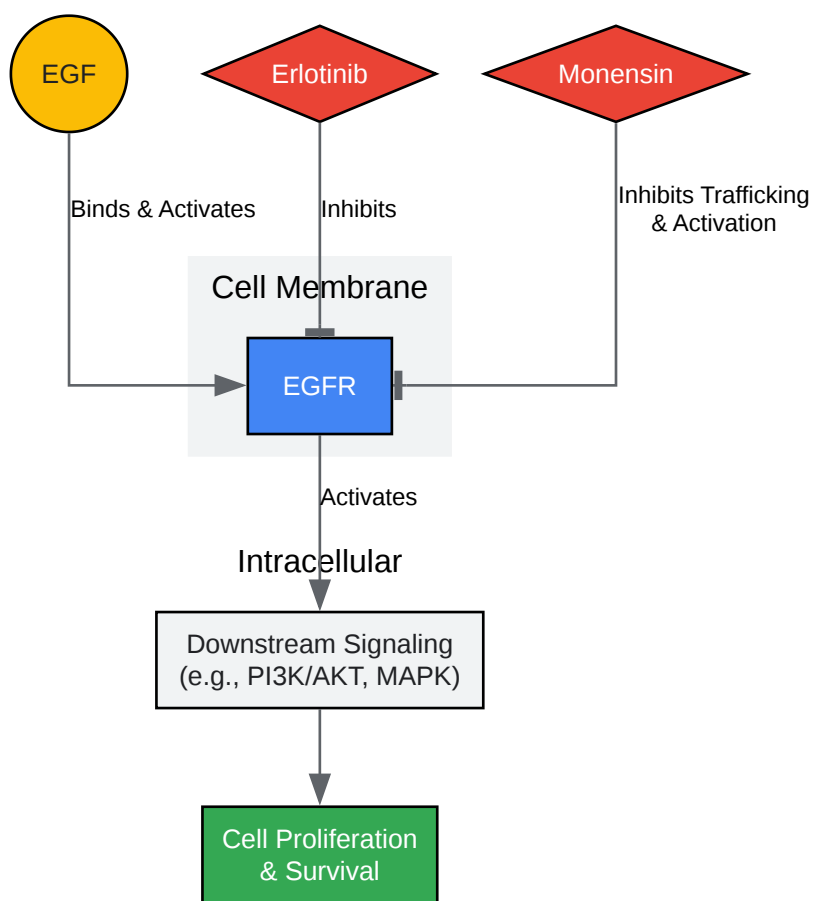 EGF
Erlotinib
Monensin
Binds & Activates
Inhibits
Inhibits Trafficking
& Activation
Cell Membrane
EGFR
Activates
Intracellular
Downstream Signaling
(e.g., PI3K/AKT, MAPK)
Cell Proliferation
& Survival